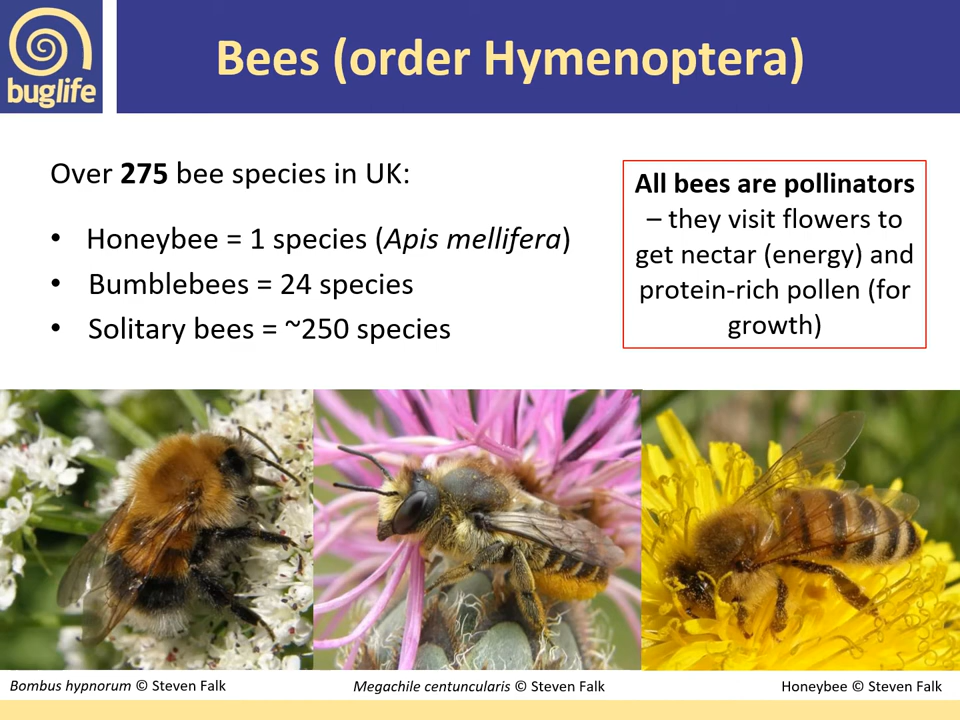 buglife
Bees (order Hymenoptera)
Over 275 bee species in UK:
• Honeybee = 1 species (Apis mellifera)
• Bumblebees = 24 species
• Solitary bees = ~250 species
All bees are pollinators
– they visit flowers to
get nectar (energy) and
protein-rich pollen (for
growth)
Bombus hypnorum © Steven Falk
Megachile centuncularis © Steven Falk
Honeybee © Steven Falk